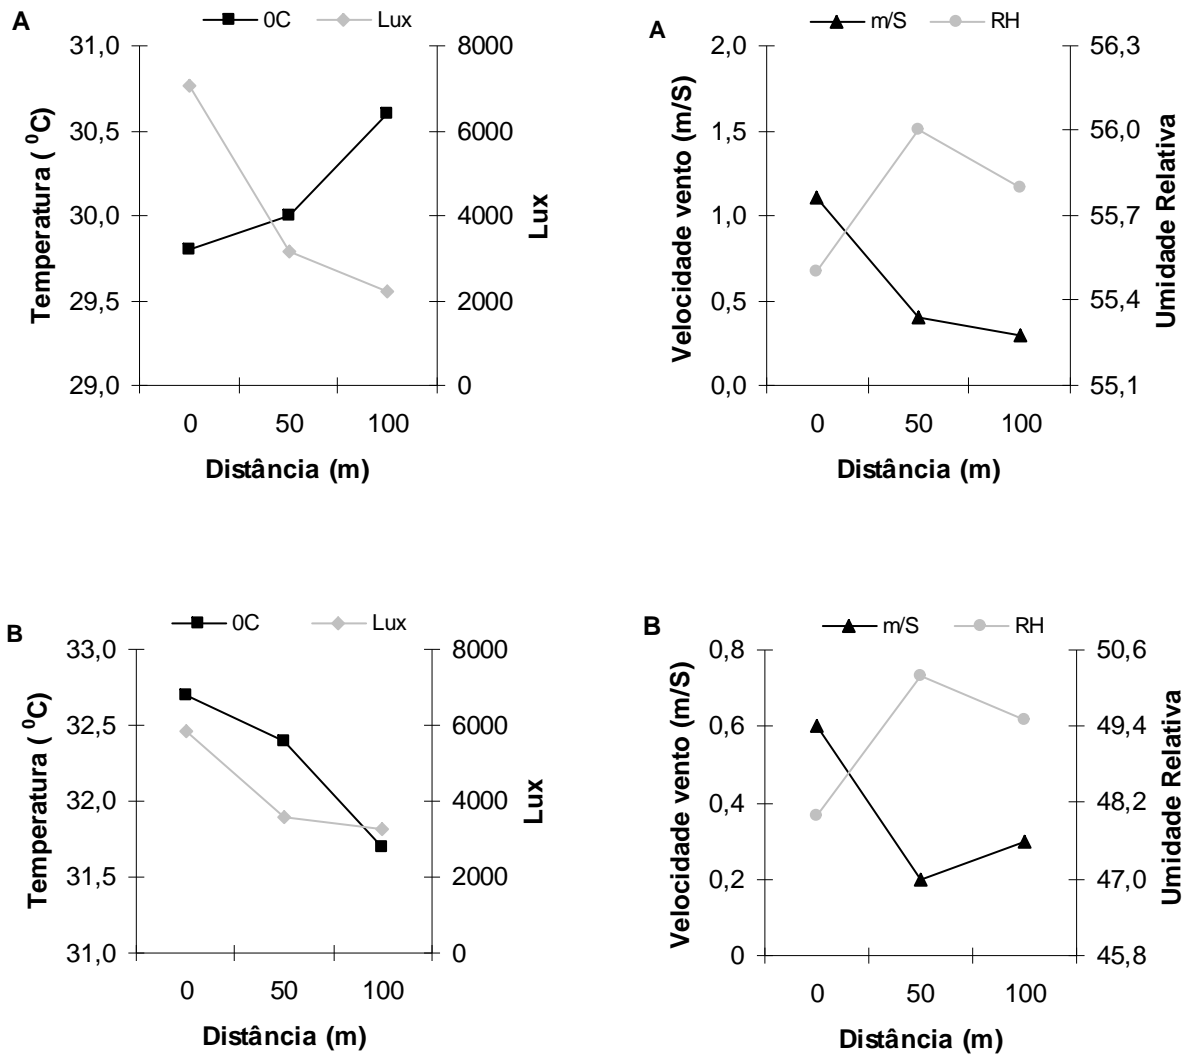 A
0C
Lux
Temperatura ( ⁰C)
31,0
30,5
30,0
29,5
29,0
8000
6000
4000
2000
0
Lux
0 50 100
Distância (m)
A
m/S
RH
Velocidade vento (m/S)
2,0
1,5
1,0
0,5
0,0
56,3
56,0
55,7
55,4
55,1
Umidade Relativa
0 50 100
Distância (m)
B
0C
Lux
Temperatura ( ⁰C)
33,0
32,5
32,0
31,5
31,0
8000
6000
4000
2000
0
Lux
0 50 100
Distância (m)
B
m/S
RH
Velocidade vento (m/S)
0,8
0,6
0,4
0,2
0
50,6
49,4
48,2
47,0
45,8
Umidade Relativa
0 50 100
Distância (m)